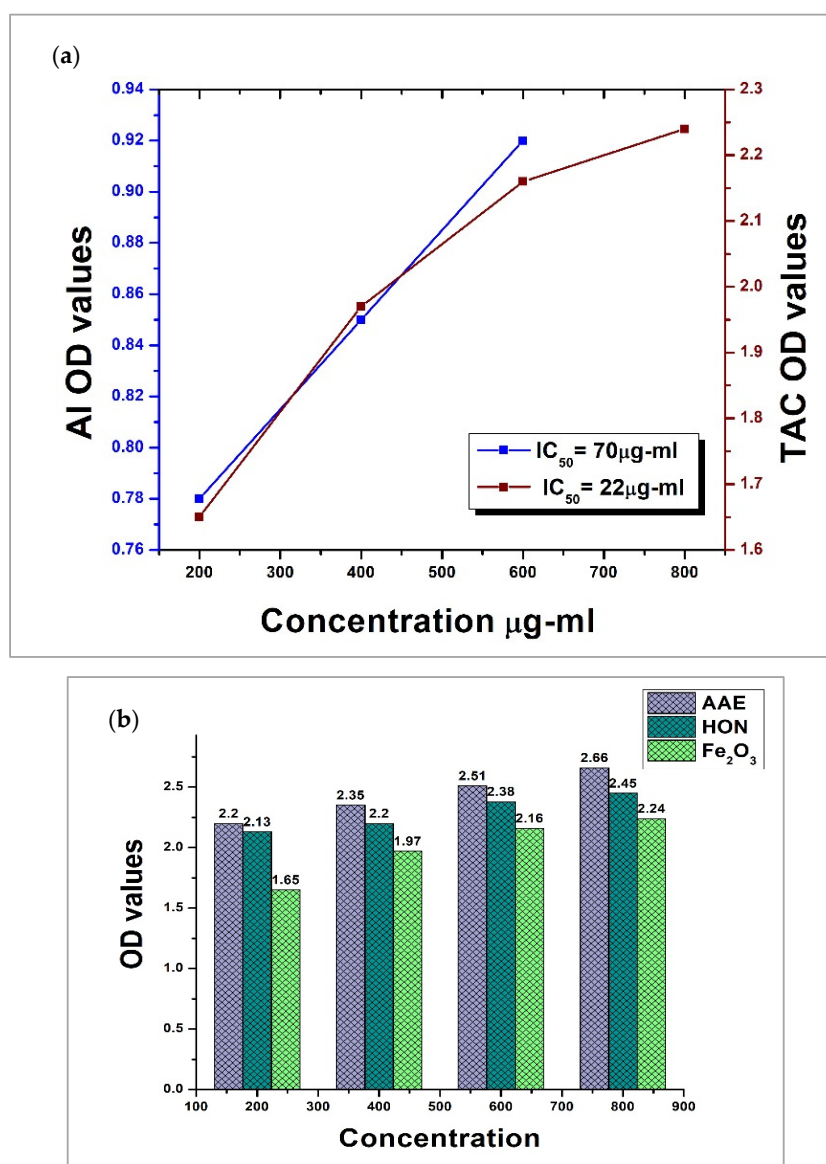 (a)
0.94
0.92
0.90
0.88
0.86
0.84
0.82
0.80
0.78
0.76
AI OD values
2.3
2.2
2.1
2.0
1.9
1.8
1.7
1.6
TAC OD values
IC50= 70μg-ml
IC50= 22μg-ml
200 300 400 500 600 700 800
Concentration μg-ml
(b)
AAE
HON
Fe2O3
2.5
2.0
1.5
1.0
0.5
0.0
OD values
2.2 2.13 1.65
2.35 2.2 1.97
2.51 2.38 2.16
2.66 2.45 2.24
100 200 300 400 500 600 700 800 900
Concentration